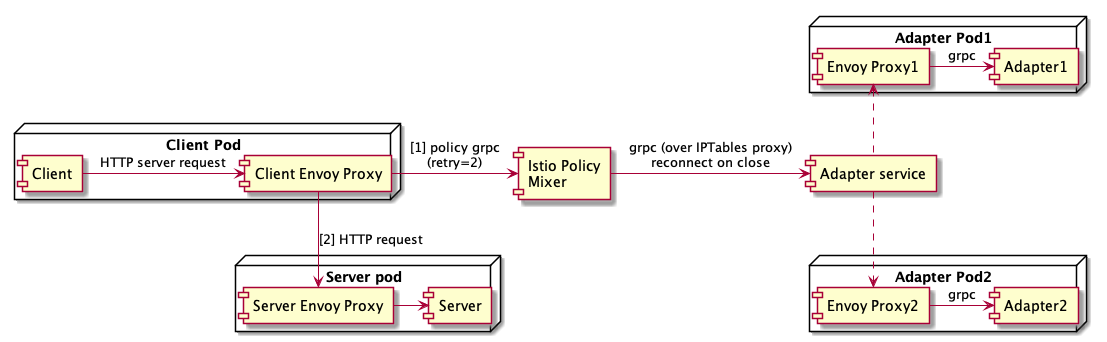 Adapter Pod1
Envoy Proxy1
grpc
Adapter1
Client Pod
Client
HTTP server request
Client Envoy Proxy
[1] policy grpc
(retry=2)
Istio Policy
Mixer
grpc (over IPTables proxy)
reconnect on close
Adapter service
[2] HTTP request
Server pod
Server Envoy Proxy
Server
Adapter Pod2
Envoy Proxy2
grpc
Adapter2